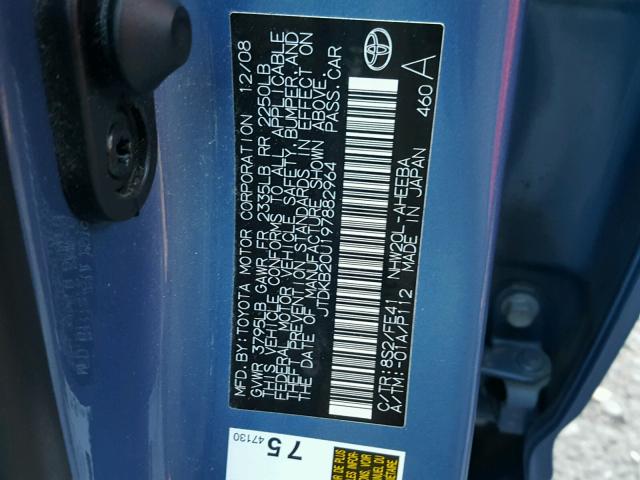 MFD. BY: TOYOTA MOTOR CORPORATION 12/08
GVWR 3795LB GAWR FR 2335LB RR 2250LB
THIS VEHICLE CONFORMS TO ALL APPLICABLE
FEDERAL MOTOR VEHICLE SAFETY, BUMPER, AND
THEFT PREVENTION STANDARDS IN EFFECT ON
THE DATE OF MANUFACTURE SHOWN ABOVE.
JTDKB20U197882964 PASS. CAR
C/TR: 8S2/FE41 NHW20L-AHEEBA
A/TM: -01A/P112 MADE IN JAPAN
460 A
75
47130